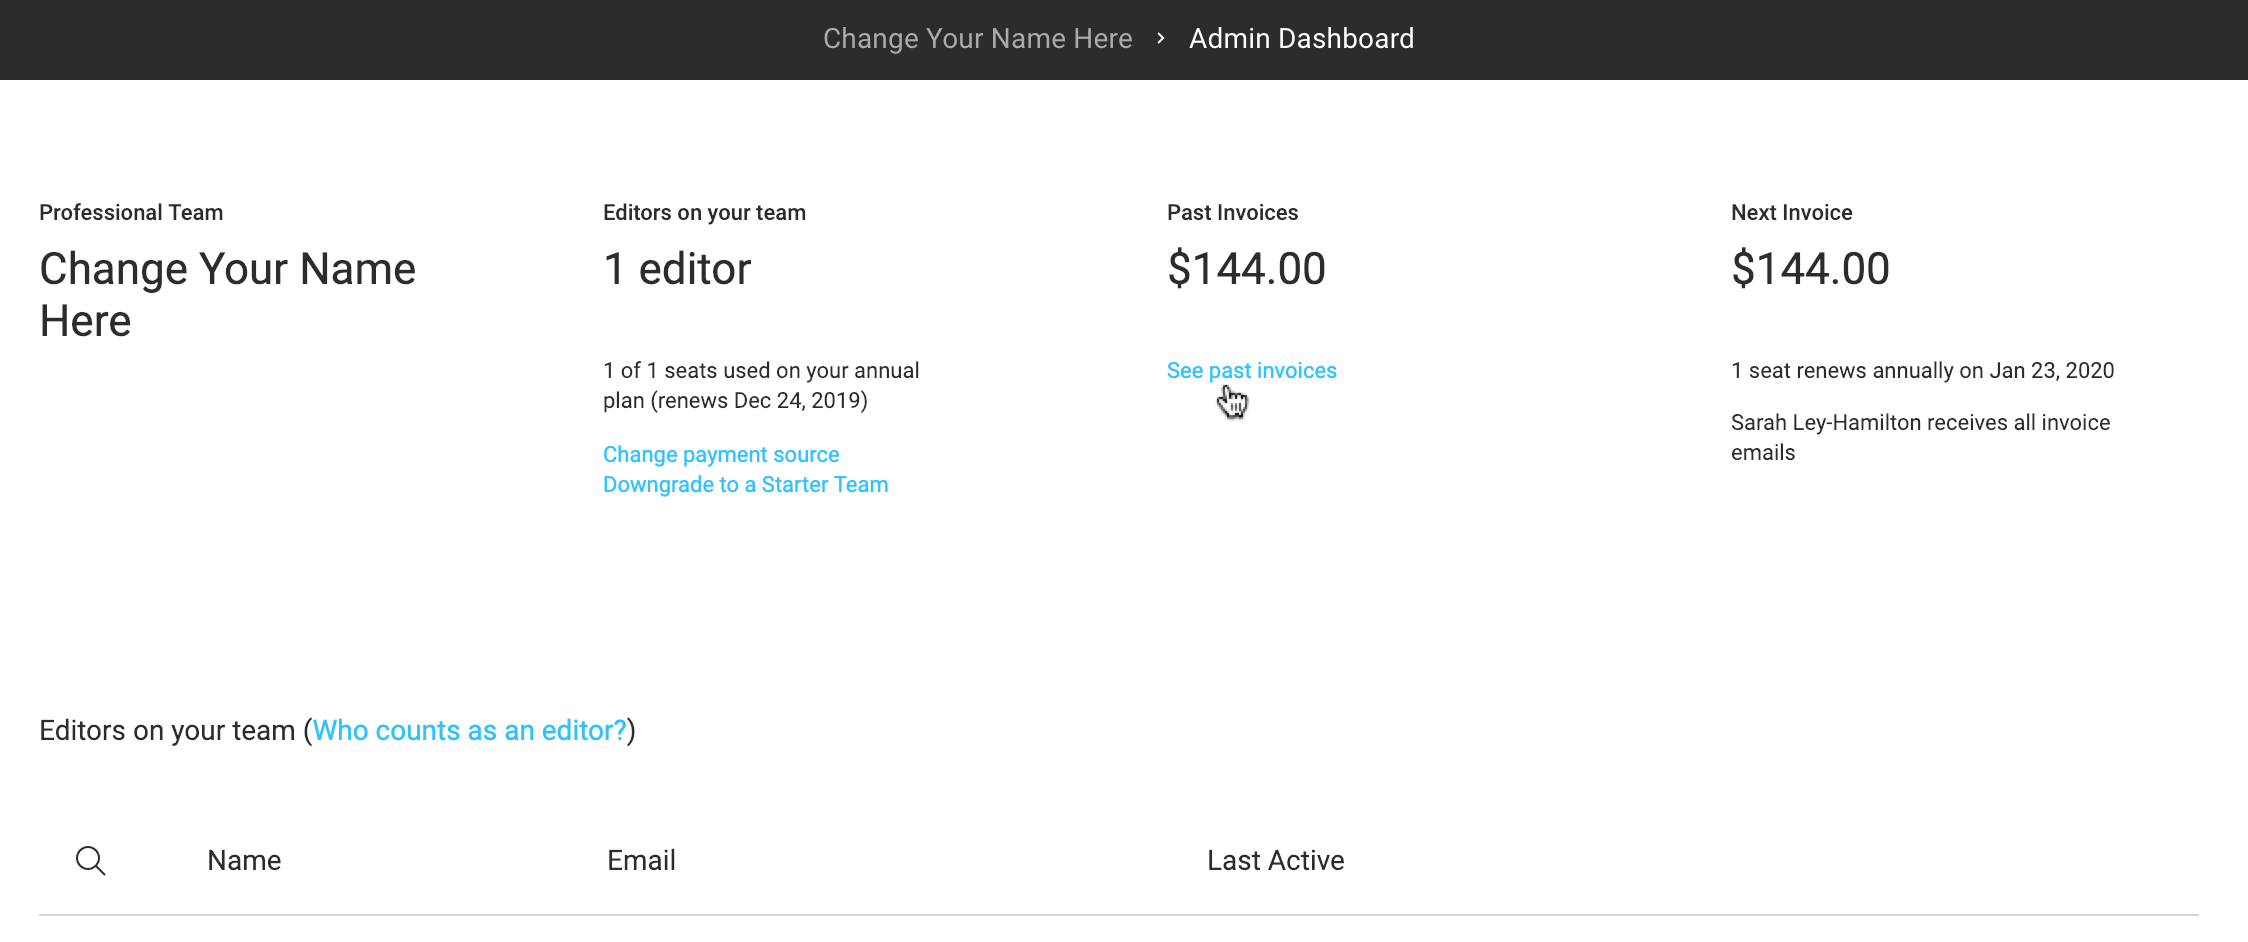 Change Your Name Here › Admin Dashboard
Professional Team
Change Your Name
Here
Editors on your team
1 editor
1 of 1 seats used on your annual
plan (renews Dec 24, 2019)
Change payment source
Downgrade to a Starter Team
Past Invoices
$144.00
See past invoices
Next Invoice
$144.00
1 seat renews annually on Jan 23, 2020
Sarah Ley-Hamilton receives all invoice
emails
Editors on your team (Who counts as an editor?)
Name Email Last Active